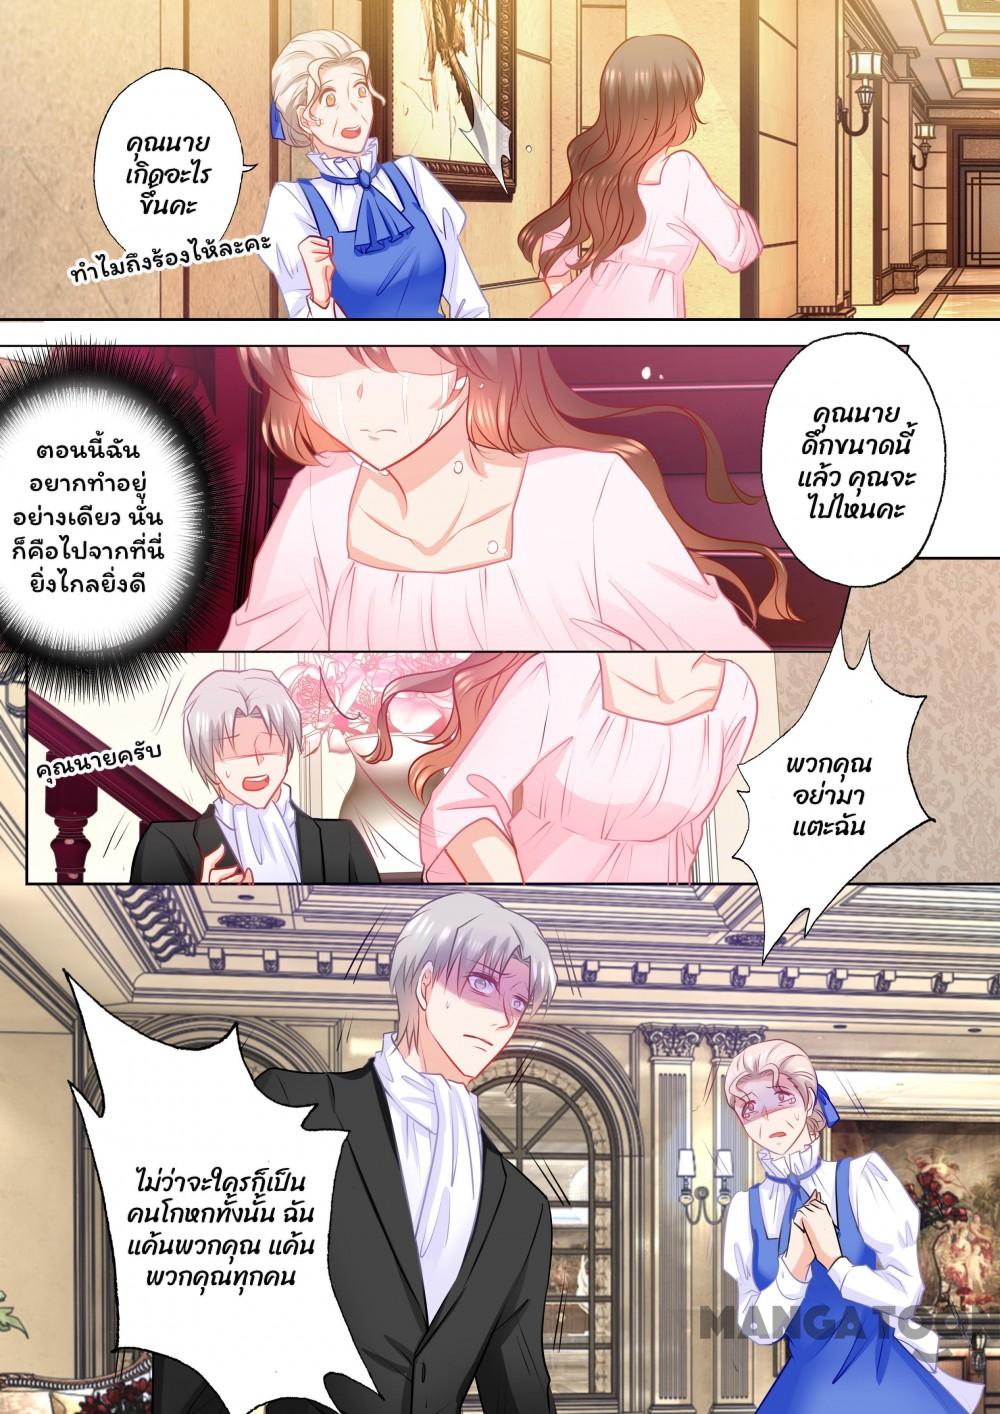 คุณนาย
เกิดอะไร
ขึ้นคะ
ทำไมถึงร้องไห้ละคะ
คุณนาย
ดึกขนาดนี้
แล้ว คุณจะ
ไปไหนคะ
ตอนนี้ฉัน
อยากทำอยู่
อย่างเดียว นั่น
ก็คือไปจากที่นี่
ยิ่งไกลยิ่งดี
คุณนายครับ
พวกคุณ
อย่ามา
แตะฉัน
ไม่ว่าจะใครก็เป็น
คนโกหกทั้งนั้น ฉัน
แค้นพวกคุณ แค้น
พวกคุณทุกคน
MANGATOON